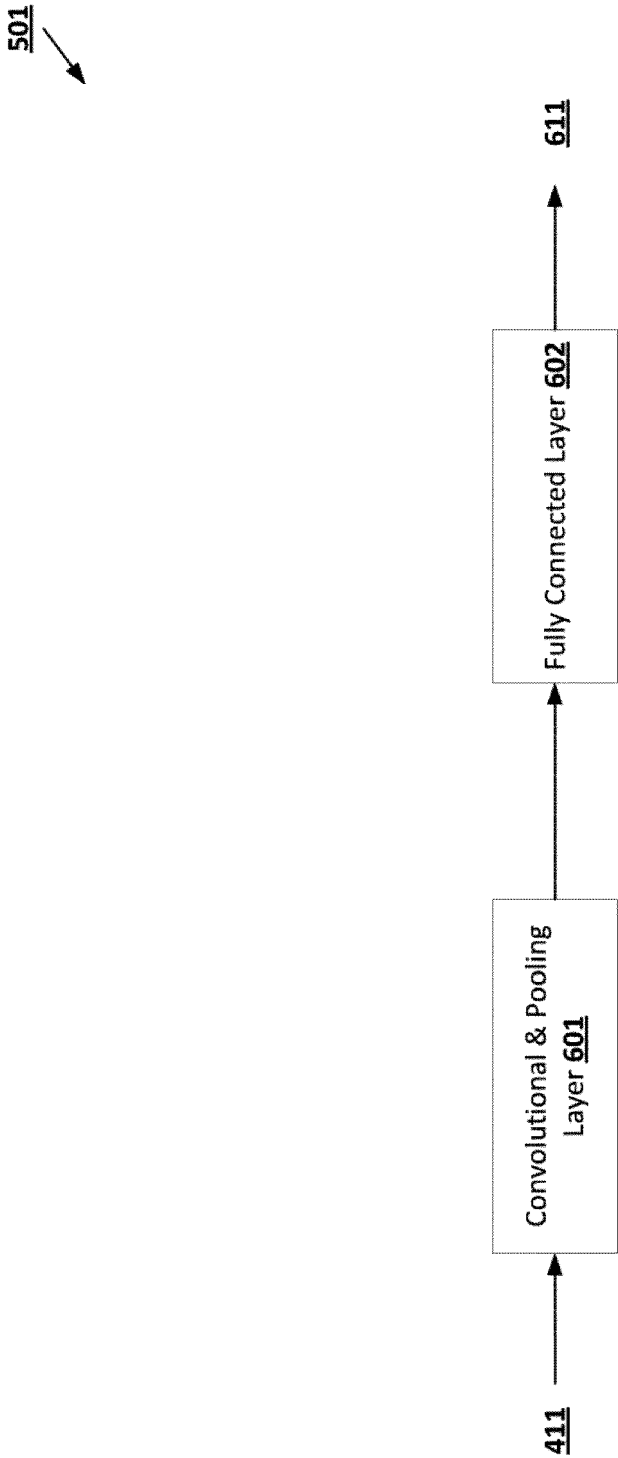 501
411
Convolutional & Pooling
Layer 601
Fully Connected Layer 602
611